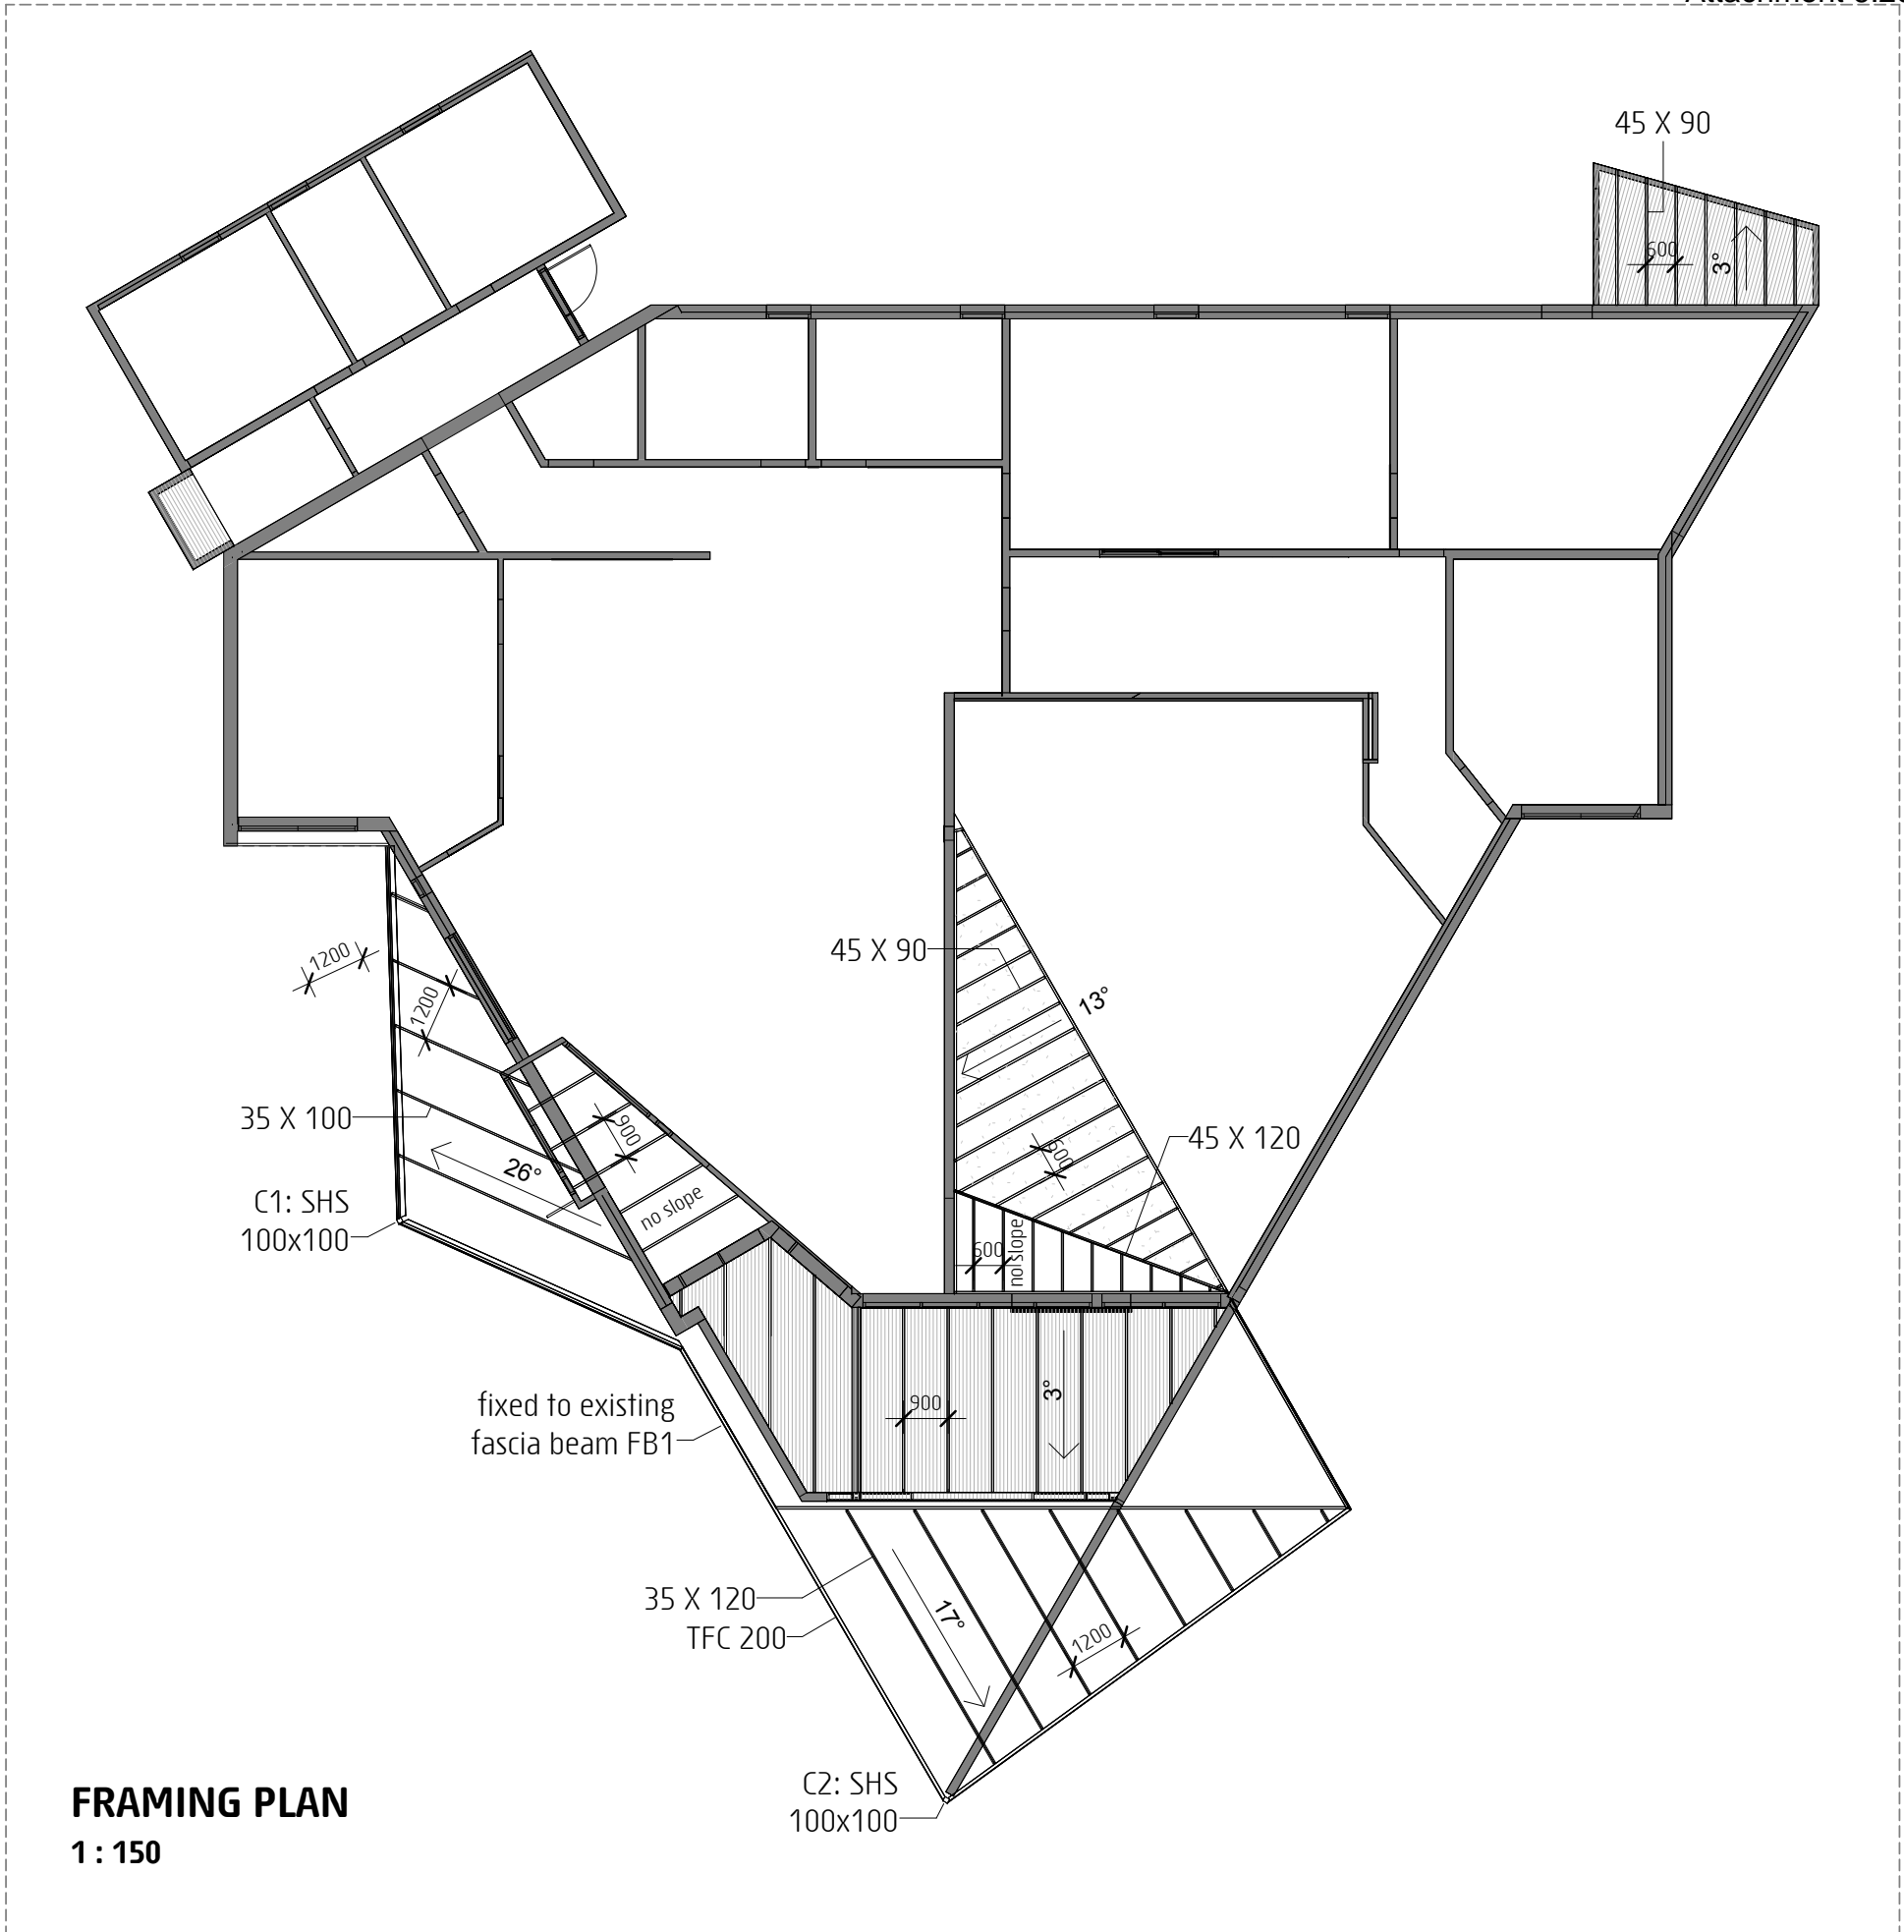 45 X 90
600
3°
45 X 90
1200
1200
13°
35 X 100
900
45 X 120
600
26°
C1: SHS
100x100
no slope
600
no slope
fixed to existing
fascia beam FB1
900
3°
35 X 120
TFC 200
17°
1200
C2: SHS
100x100
FRAMING PLAN
1 : 150